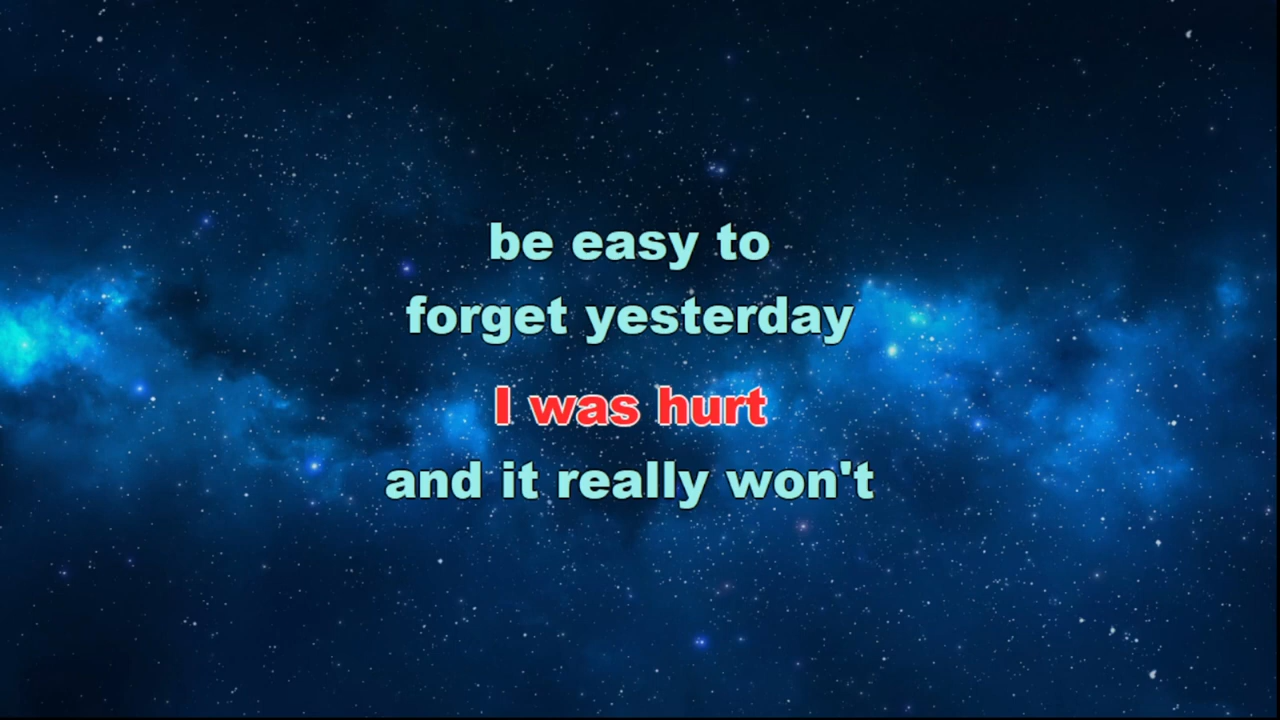 be easy to
forget yesterday
I was hurt
and it really won't